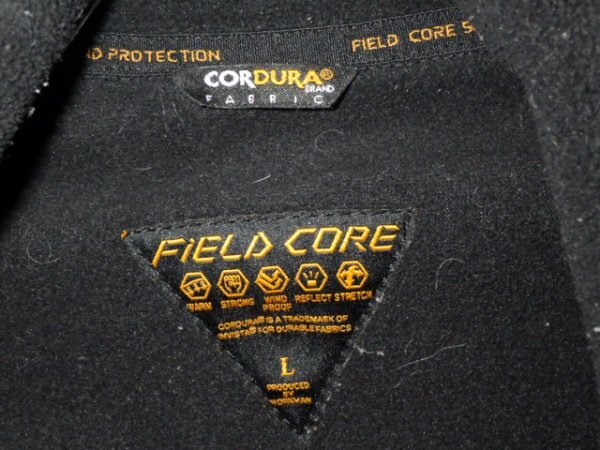 ND PROTECTION
FIELD CORE S
CORDURA®
BRAND
FABRIC
FiELD CORE
WARM STRONG WIND PROOF REFLECT STRETCH
CORDURA® IS A TRADEMARK OF
INVISTA® FOR DURABLE FABRICS
L
PRODUCED
BY
WORKMAN